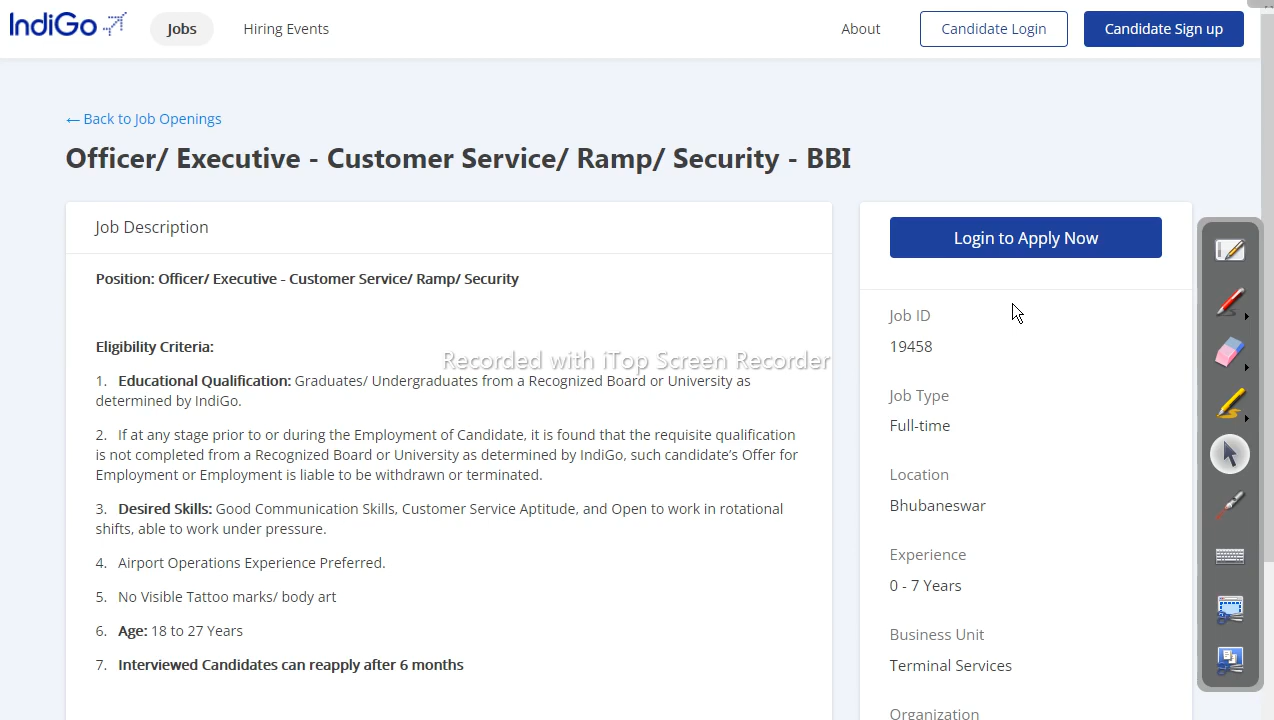 IndiGo
Jobs
Hiring Events
About
Candidate Login
Candidate Sign up
← Back to Job Openings
Officer/ Executive - Customer Service/ Ramp/ Security - BBI
Job Description
Position: Officer/ Executive - Customer Service/ Ramp/ Security
Eligibility Criteria:
1. Educational Qualification: Graduates/ Undergraduates from a Recognized Board or University as
determined by IndiGo.
2. If at any stage prior to or during the Employment of Candidate, it is found that the requisite qualification
is not completed from a Recognized Board or University as determined by IndiGo, such candidate's Offer for
Employment or Employment is liable to be withdrawn or terminated.
3. Desired Skills: Good Communication Skills, Customer Service Aptitude, and Open to work in rotational
shifts, able to work under pressure.
4. Airport Operations Experience Preferred.
5. No Visible Tattoo marks/ body art
6. Age: 18 to 27 Years
7. Interviewed Candidates can reapply after 6 months
Recorded with iTop Screen Recorder
Login to Apply Now
Job ID
19458
Job Type
Full-time
Location
Bhubaneswar
Experience
0 - 7 Years
Business Unit
Terminal Services
Organization